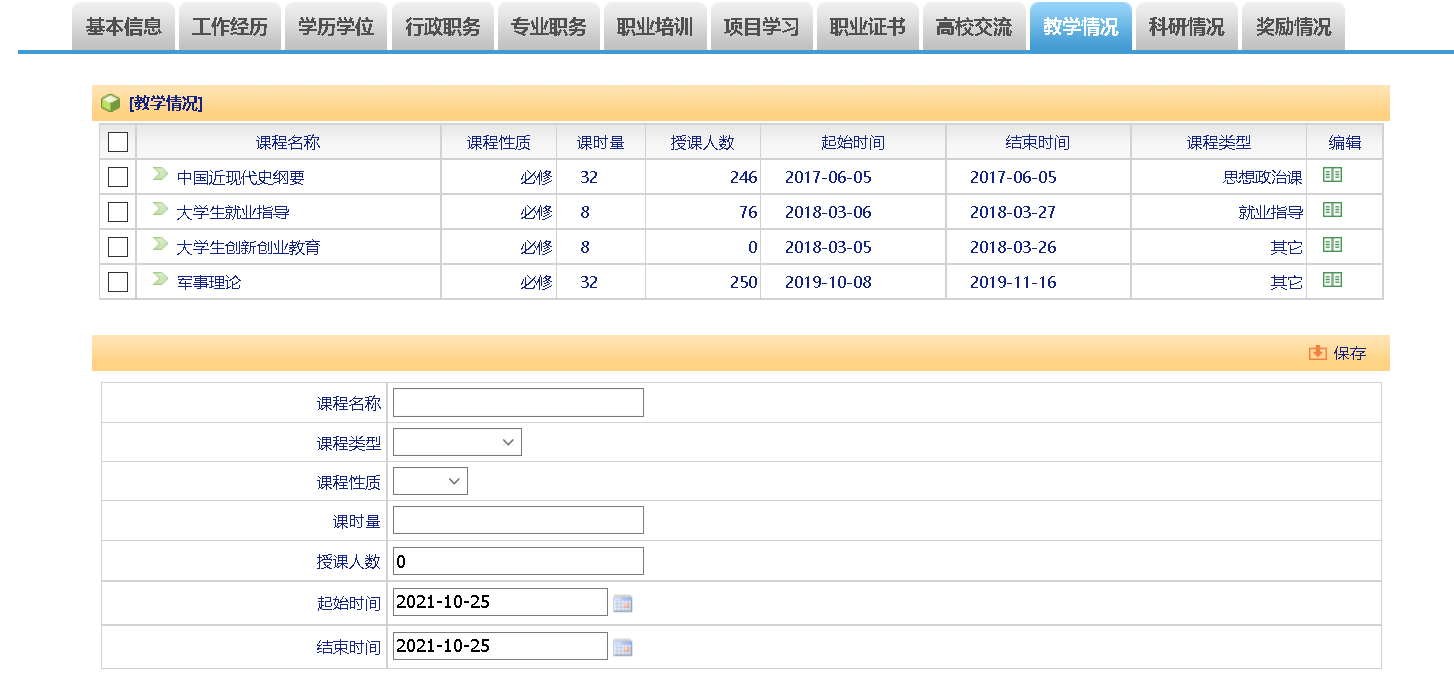 基本信息 工作经历 学历学位 行政职务 专业职务 职业培训 项目学习 职业证书 高校交流 教学情况 科研情况 奖励情况
[教学情况]
课程名称 课程性质 课时量 授课人数 起始时间 结束时间 课程类型 编辑
中国近现代史纲要 必修 32 246 2017-06-05 2017-06-05 思想政治课
大学生就业指导 必修 8 76 2018-03-06 2018-03-27 就业指导
大学生创新创业教育 必修 8 0 2018-03-05 2018-03-26 其它
军事理论 必修 32 250 2019-10-08 2019-11-16 其它
保存
课程名称
课程类型
课程性质
课时量
授课人数 0
起始时间 2021-10-25
结束时间 2021-10-25